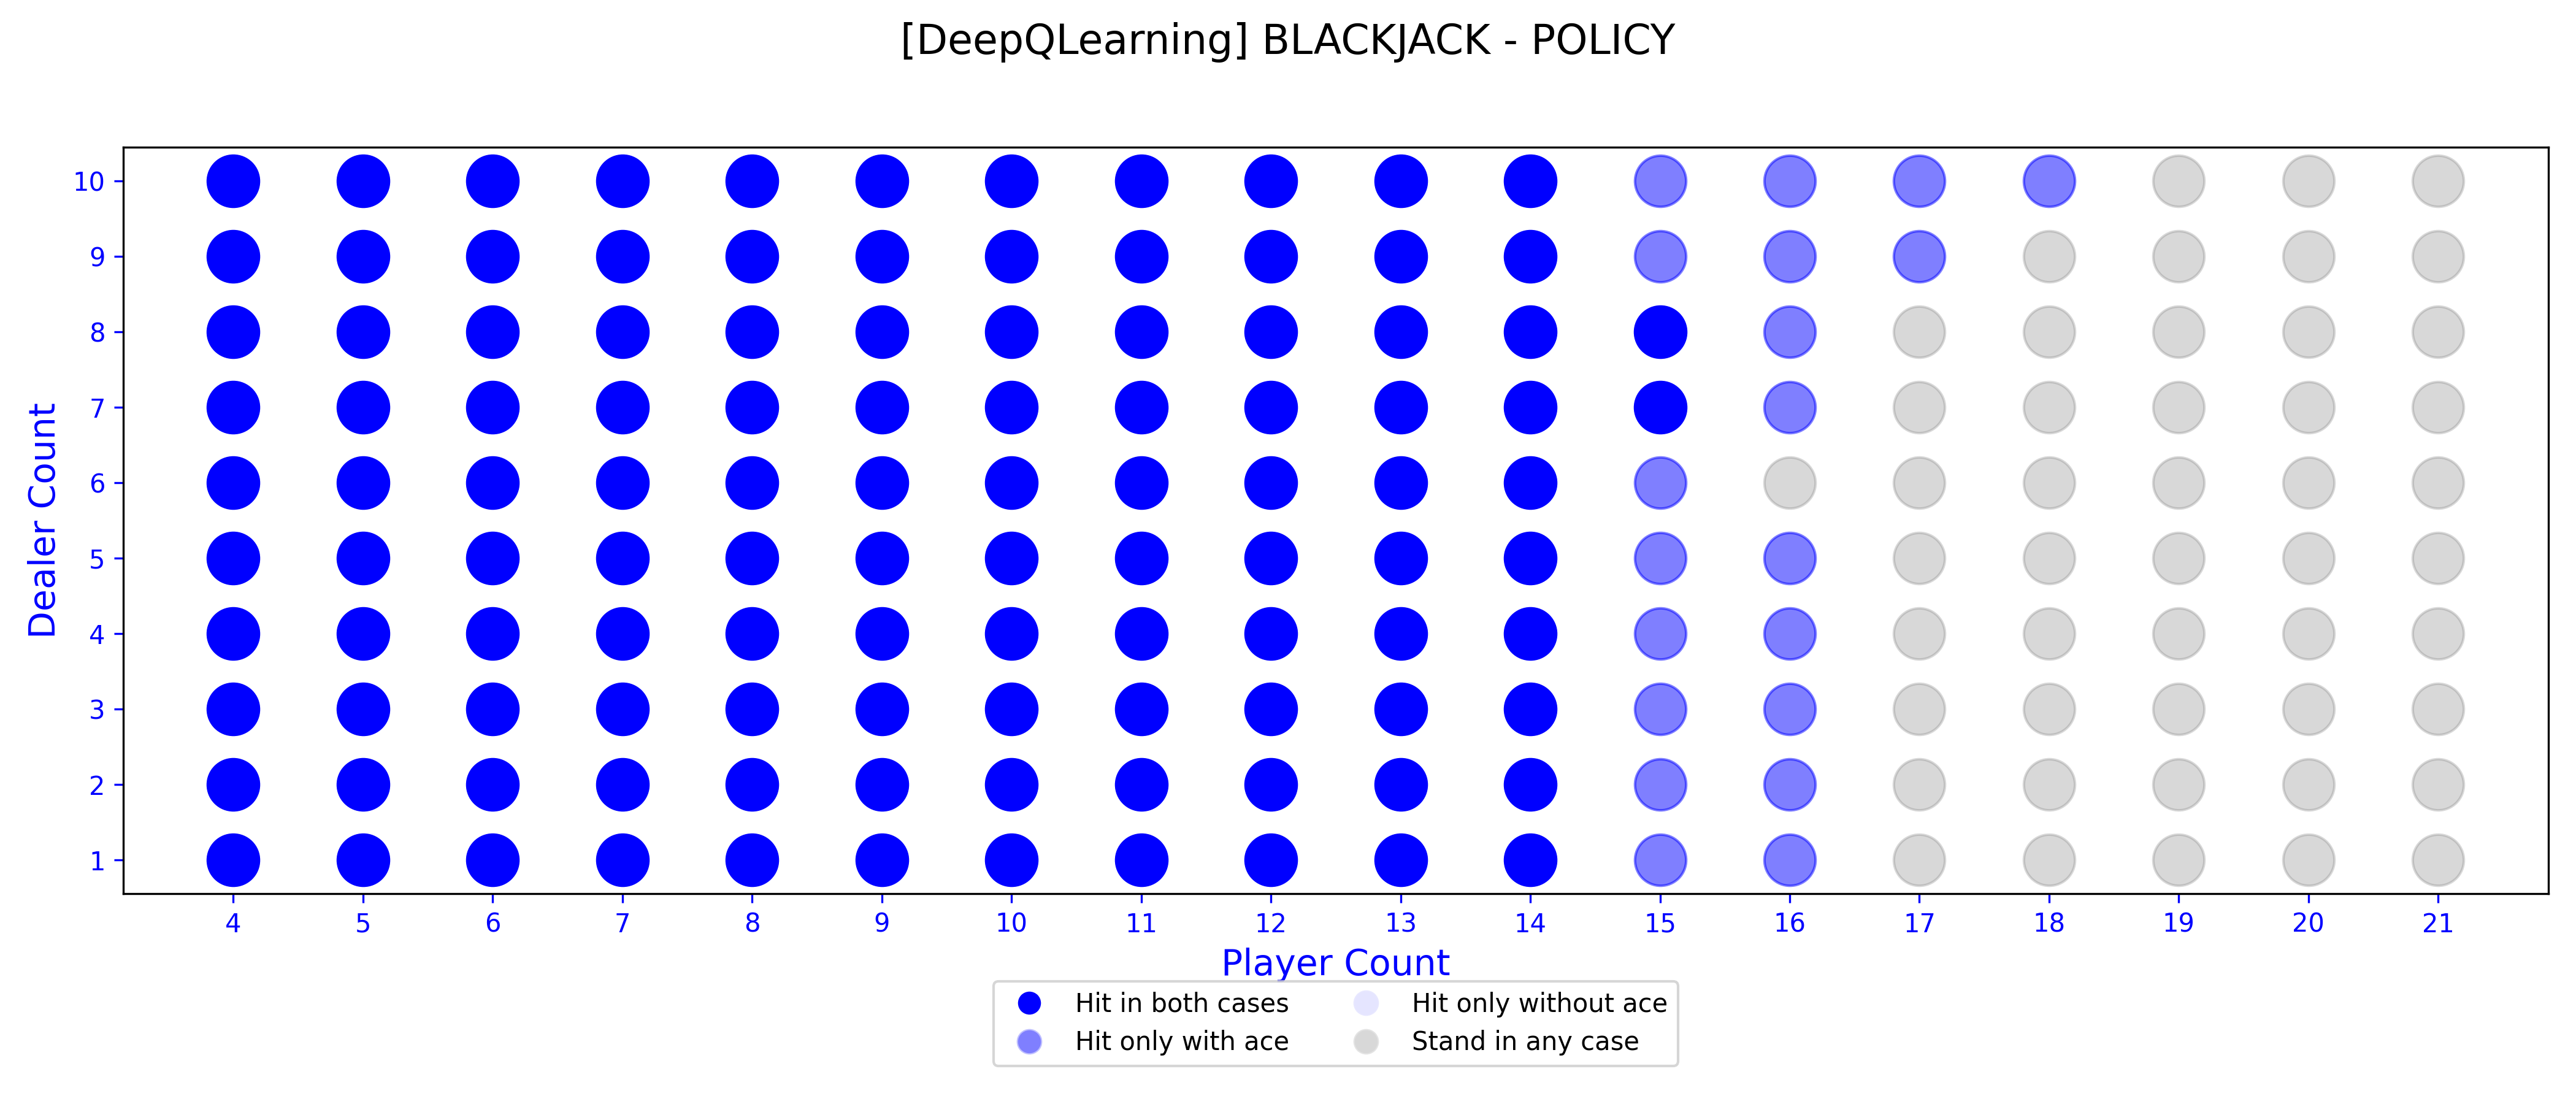 [DeepQLearning] BLACKJACK - POLICY
Dealer Count
10
9
8
7
6
5
4
3
2
1
4 5 6 7 8 9 10 11 12 13 14 15 16 17 18 19 20 21
Player Count
Hit in both cases
Hit only with ace
Hit only without ace
Stand in any case